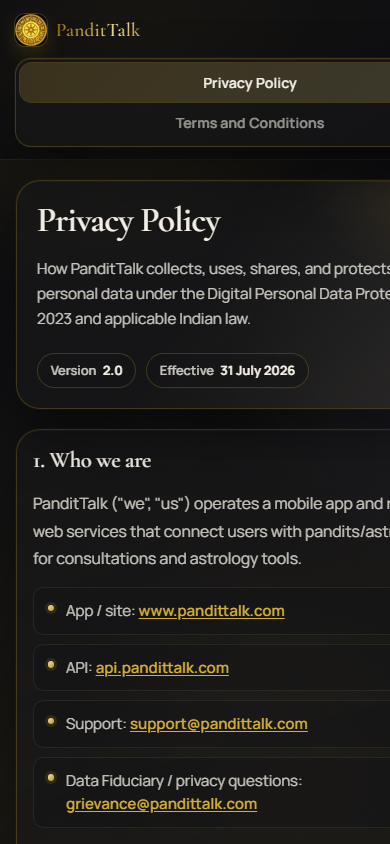 PanditTalk
Privacy Policy
Terms and Conditions
Privacy Policy
How PanditTalk collects, uses, shares, and protects
personal data under the Digital Personal Data Prote
2023 and applicable Indian law.
Version 2.0
Effective 31 July 2026
1. Who we are
PanditTalk ("we", "us") operates a mobile app and r
web services that connect users with pandits/astr
for consultations and astrology tools.
App / site: www.pandittalk.com
API: api.pandittalk.com
Support: support@pandittalk.com
Data Fiduciary / privacy questions:
grievance@pandittalk.com